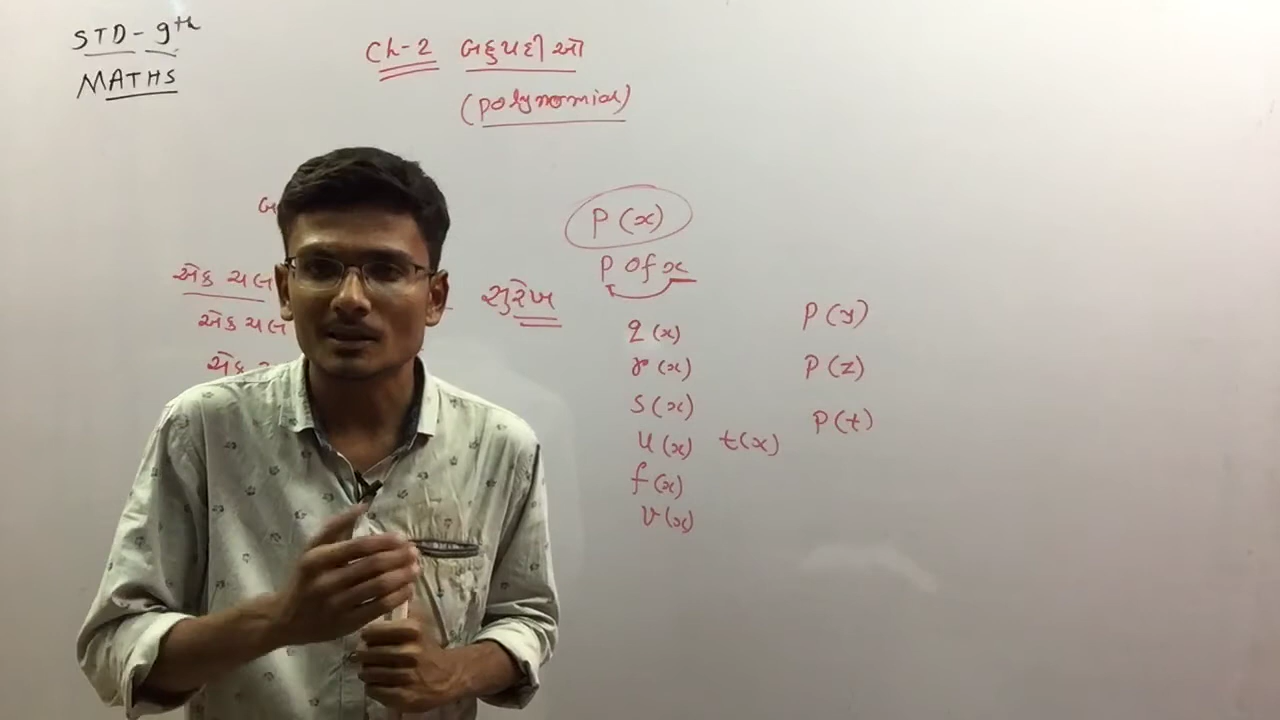 STD - 9th
MATHS
Ch-2 બહુપદીઓ
(polynomial)
P(x)
P of x
એક ચલ
સુરેખ
એક ચલ
q(x)
r(x)
s(x)
u(x) t(x)
f(x)
v(x)
P(y)
P(z)
P(t)